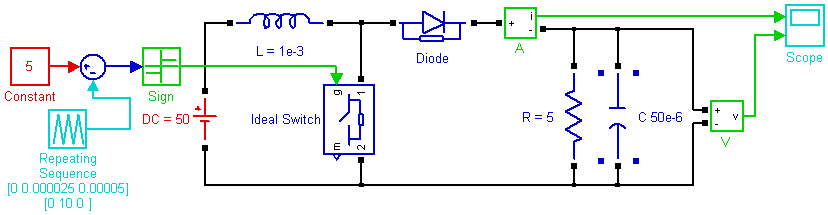 5
Constant
Repeating
Sequence
[0 0.000025 0.00005]
[0 10 0 ]
Sign
DC = 50
+
L = 1e-3
Ideal Switch
g
1
m
2
Diode
+
i
-
A
R = 5
C 50e-6
+
-
v
V
Scope